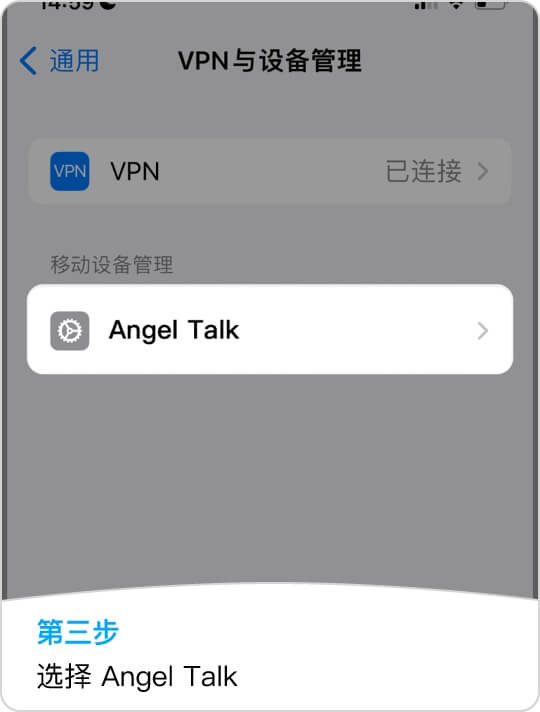 14:59
通用
VPN与设备管理
VPN
VPN
已连接
移动设备管理
Angel Talk
第三步
选择 Angel Talk